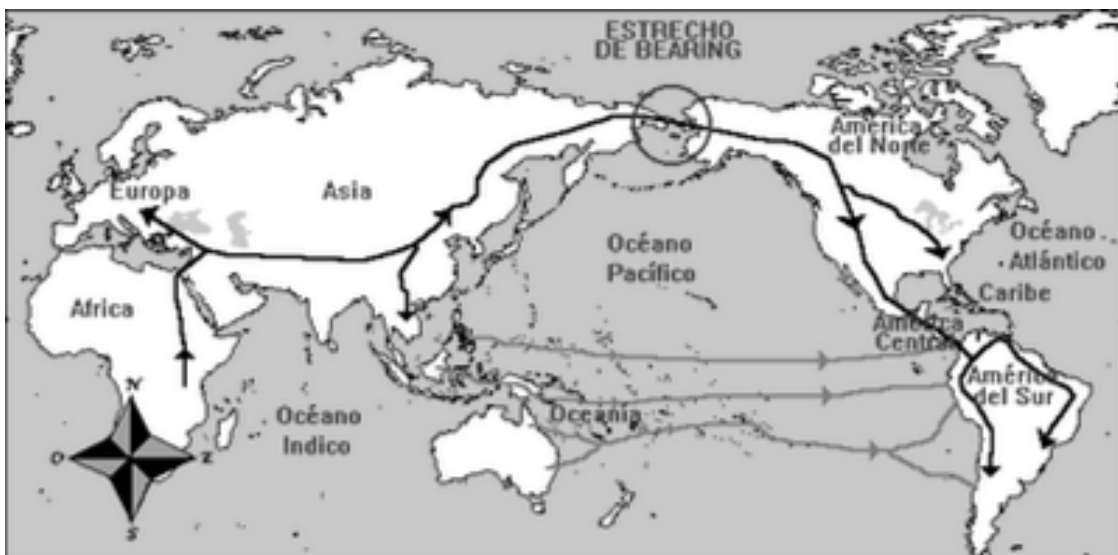 ESTRECHO
DE BEARING
América
del Norte
Europa
Asia
Océano
Pacífico
Océano
Atlántico
Africa
Caribe
América
Central
América
del Sur
Océano
Indico
Oceanía
N
O
E
S